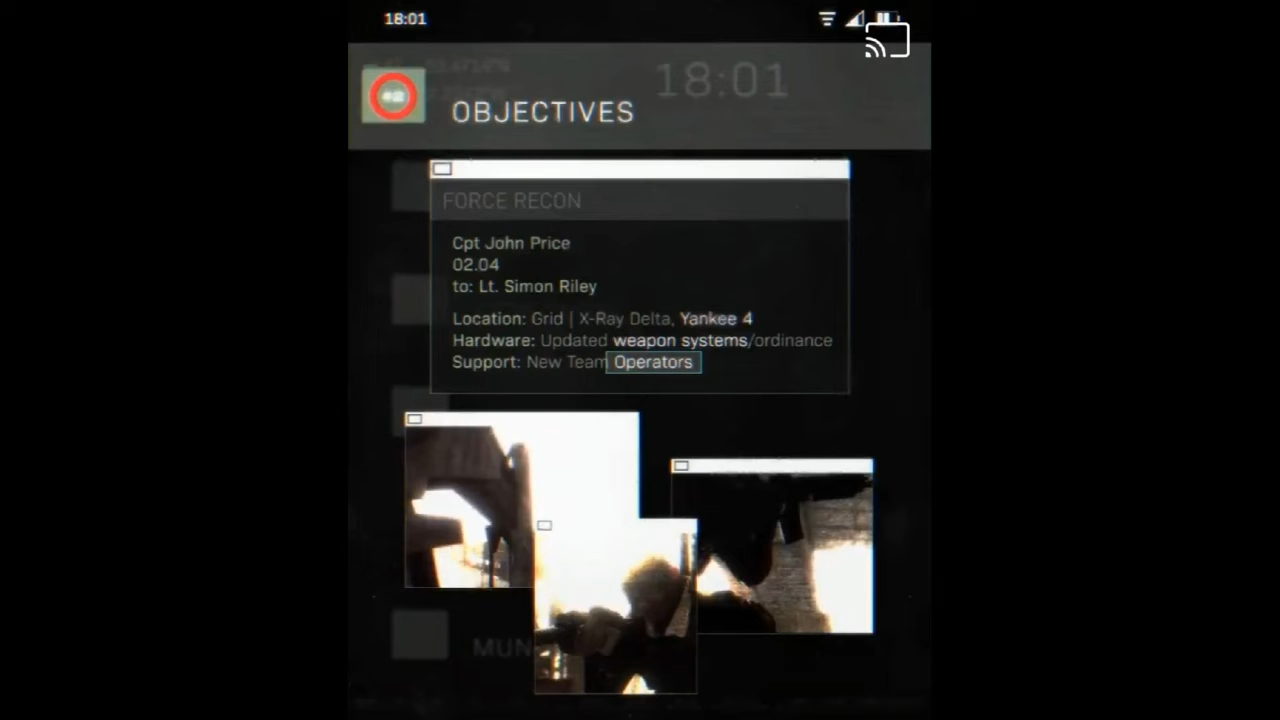 18:01
18:01
OBJECTIVES
FORCE RECON
Cpt John Price
02.04
to: Lt. Simon Riley
Location: Grid | X-Ray Delta, Yankee 4
Hardware: Updated weapon systems/ordinance
Support: New Team Operators
MUN